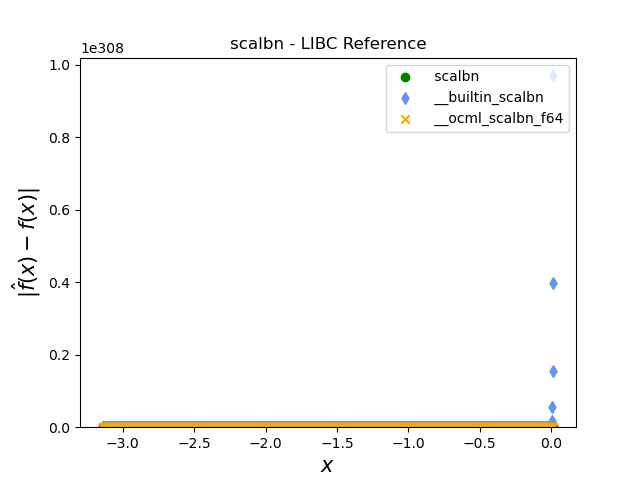 scalbn - LIBC Reference
1e308
1.0
0.8
0.6
0.4
0.2
0.0
|f̂(x) − f(x)|
scalbn
__builtin_scalbn
__ocml_scalbn_f64
−3.0 −2.5 −2.0 −1.5 −1.0 −0.5 0.0
x